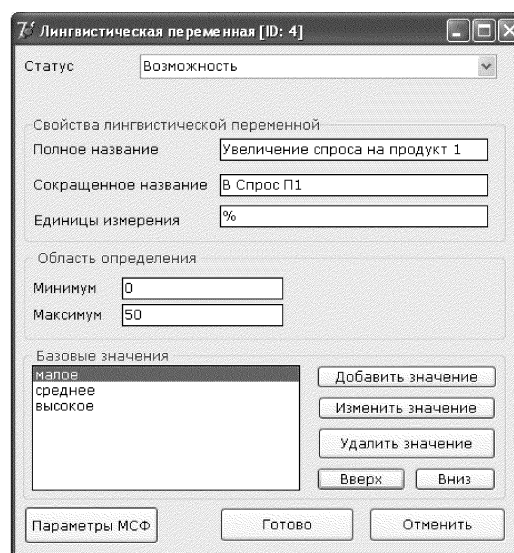 Лингвистическая переменная [ID: 4]
Статус Возможность
Свойства лингвистической переменной
Полное название Увеличение спроса на продукт 1
Сокращенное название В Спрос П1
Единицы измерения %
Область определения
Минимум 0
Максимум 50
Базовые значения
малое
среднее
высокое
Добавить значение
Изменить значение
Удалить значение
Вверх Вниз
Параметры МСФ Готово Отменить